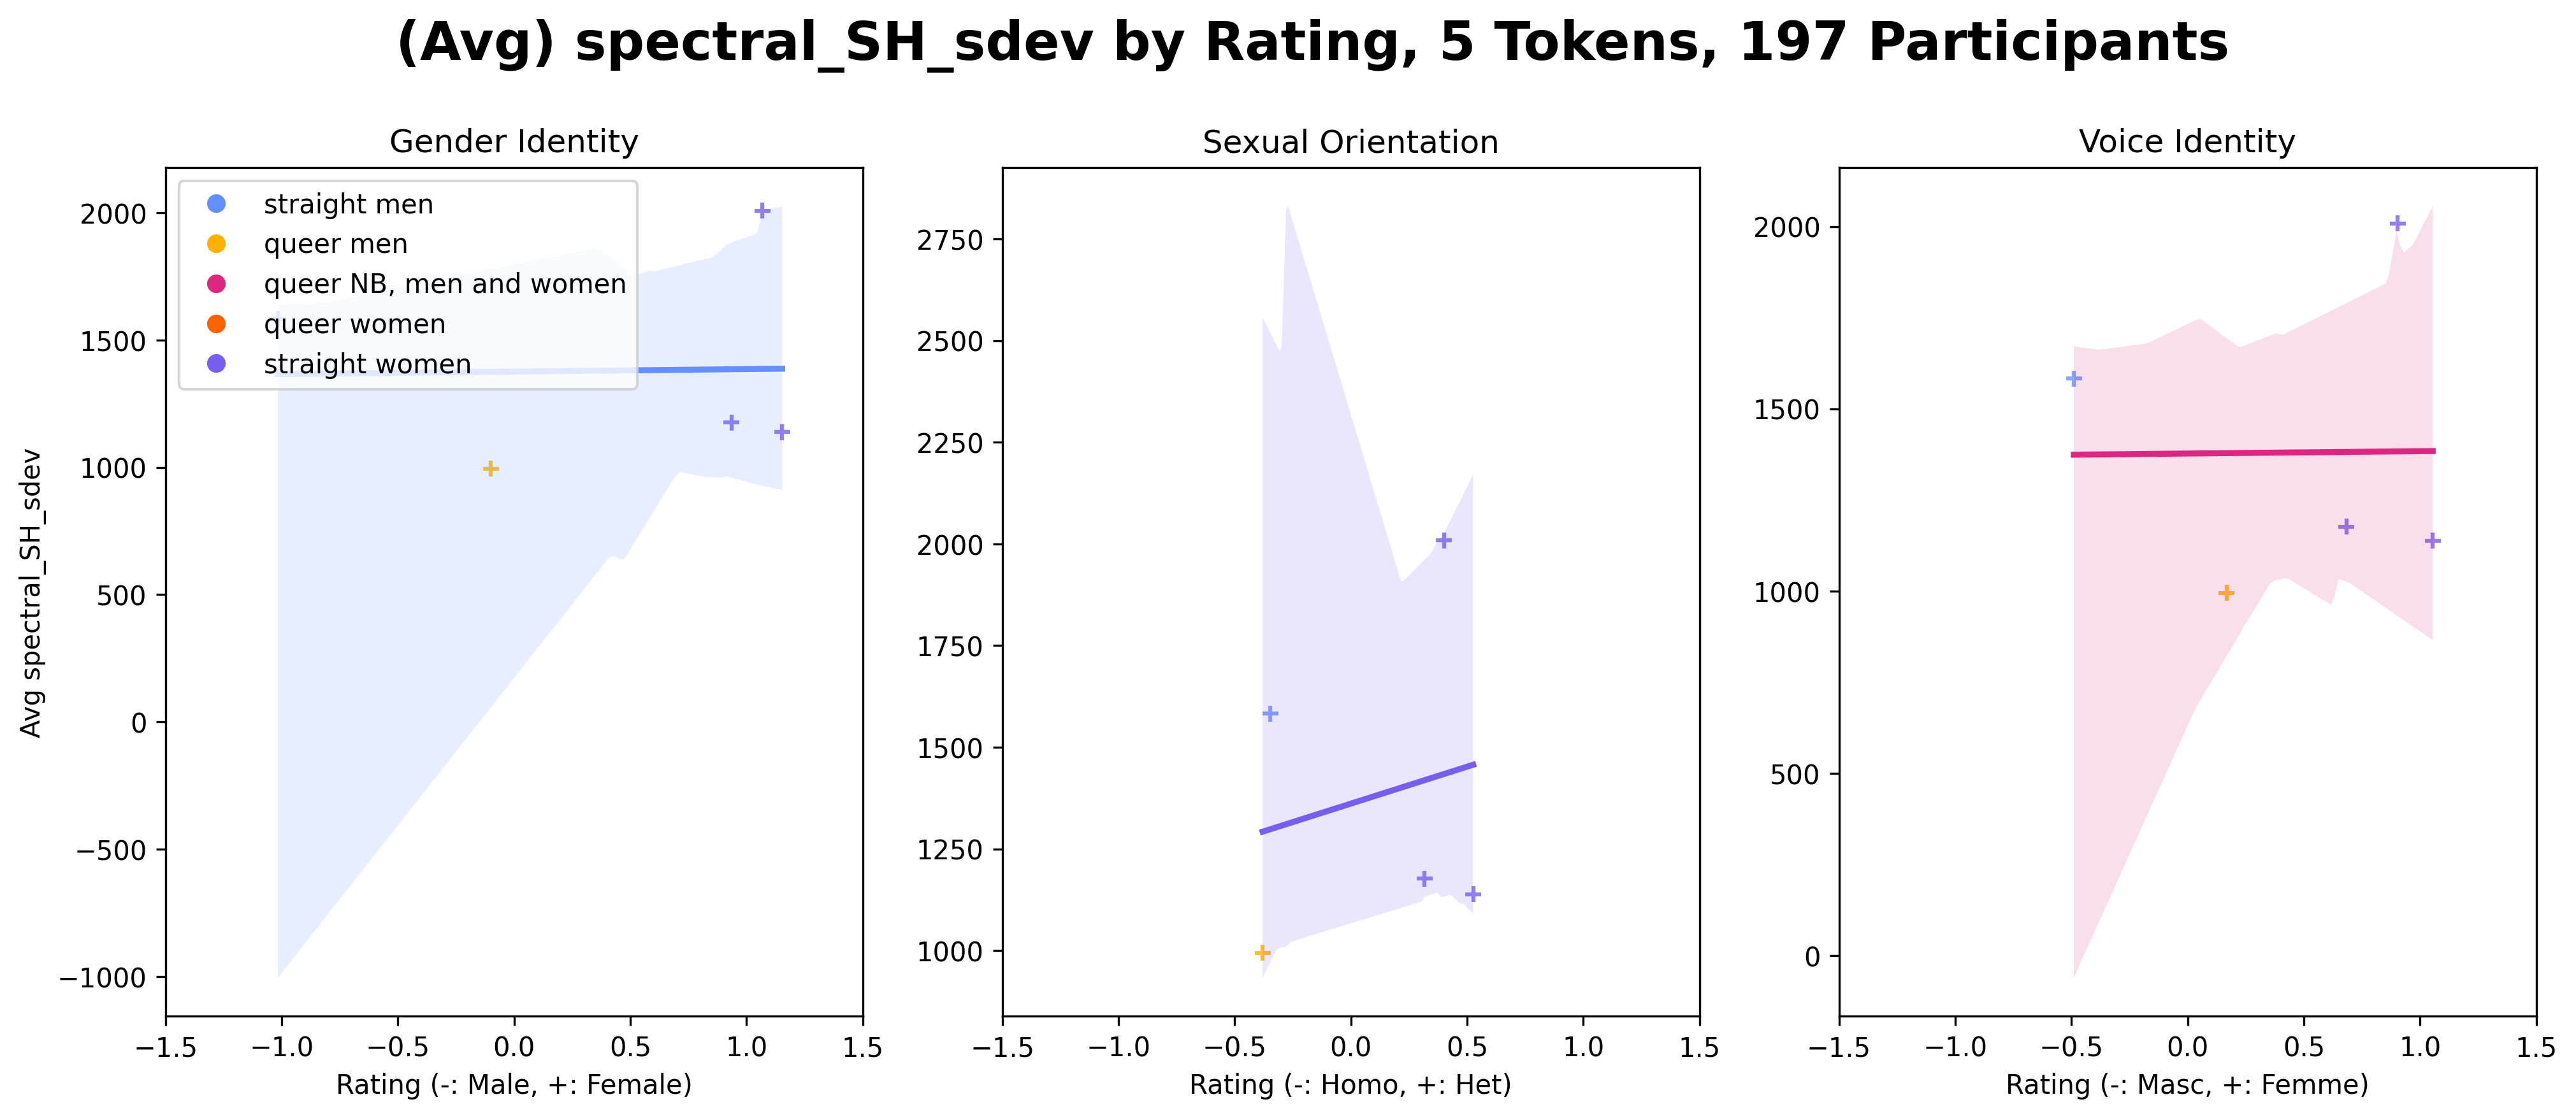 (Avg) spectral_SH_sdev by Rating, 5 Tokens, 197 Participants
Gender Identity
straight men
queer men
queer NB, men and women
queer women
straight women
2000
1500
1000
500
0
−500
−1000
Avg spectral_SH_sdev
−1.5 −1.0 −0.5 0.0 0.5 1.0 1.5
Rating (-: Male, +: Female)
Sexual Orientation
2750
2500
2250
2000
1750
1500
1250
1000
−1.5 −1.0 −0.5 0.0 0.5 1.0 1.5
Rating (-: Homo, +: Het)
Voice Identity
2000
1500
1000
500
0
−1.5 −1.0 −0.5 0.0 0.5 1.0 1.5
Rating (-: Masc, +: Femme)